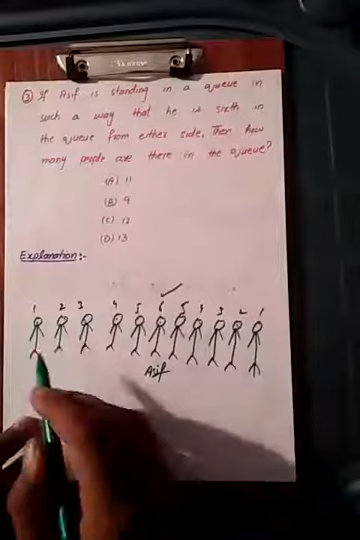 ③ If Asif is standing in a queue in
such a way that he is sixth in
the queue from either side, Then how
many people are there in the queue?
(A) 11
(B) 9
(C) 12
(D) 13
Explanation:-
1 2 3 4 5 6 5 4 3 2 1
Asif